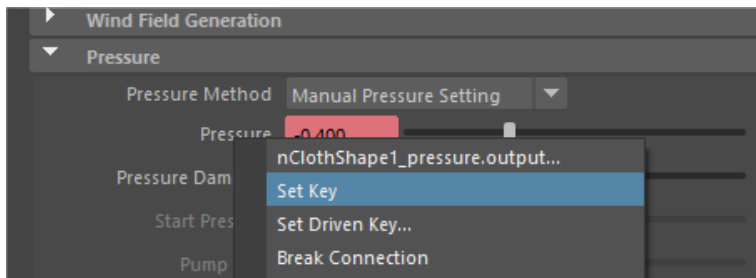 Wind Field Generation
Pressure
Pressure Method Manual Pressure Setting
Pressure -0.400
nClothShape1_pressure.output...
Pressure Dam
Set Key
Start Pres
Set Driven Key...
Pump
Break Connection